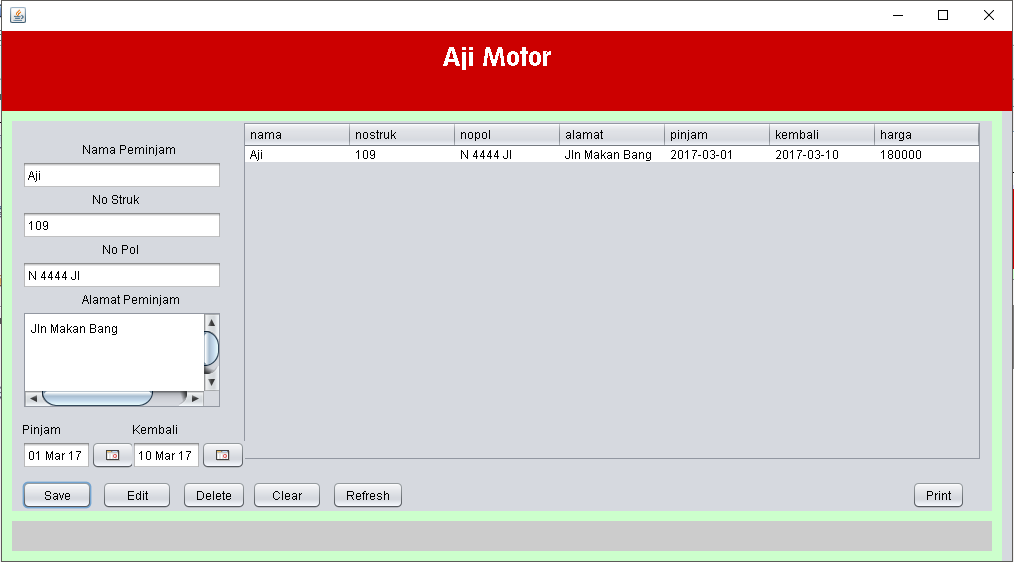 Aji Motor
Nama Peminjam
Aji
No Struk
109
No Pol
N 4444 JI
Alamat Peminjam
Jln Makan Bang
Pinjam Kembali
01 Mar 17 10 Mar 17
nama nostruk nopol alamat pinjam kembali harga
Aji 109 N 4444 JI Jln Makan Bang 2017-03-01 2017-03-10 180000
Save Edit Delete Clear Refresh Print